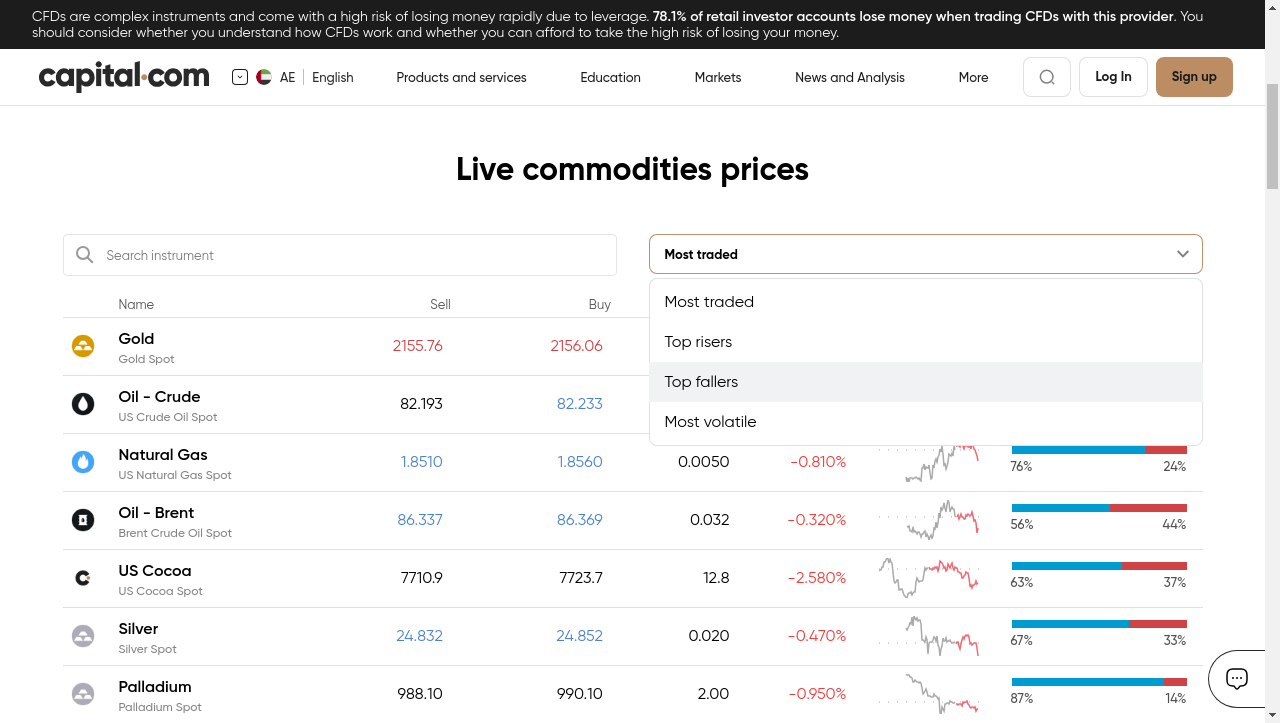 CFDs are complex instruments and come with a high risk of losing money rapidly due to leverage. 78.1% of retail investor accounts lose money when trading CFDs with this provider. You
should consider whether you understand how CFDs work and whether you can afford to take the high risk of losing your money.
capital.com AE English Products and services Education Markets News and Analysis More Log In Sign up
Live commodities prices
Search instrument Most traded
Name Sell Buy
Most traded
Top risers
Top fallers
Most volatile
Gold 2155.76 2156.06
Gold Spot
Oil - Crude 82.193 82.233
US Crude Oil Spot
Natural Gas 1.8510 1.8560 0.0050 -0.810% 76% 24%
US Natural Gas Spot
Oil - Brent 86.337 86.369 0.032 -0.320% 56% 44%
Brent Crude Oil Spot
US Cocoa 7710.9 7723.7 12.8 -2.580% 63% 37%
US Cocoa Spot
Silver 24.832 24.852 0.020 -0.470% 67% 33%
Silver Spot
Palladium 988.10 990.10 2.00 -0.950% 87% 14%
Palladium Spot